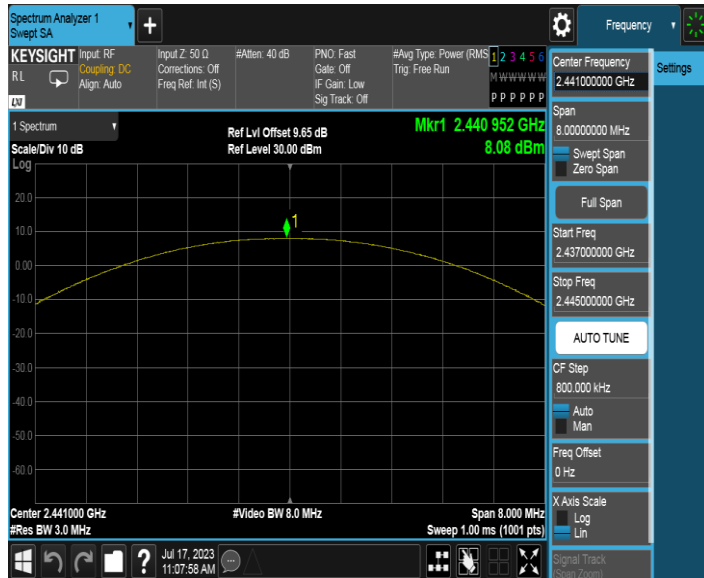 Spectrum Analyzer 1
Swept SA
Frequency
KEYSIGHT
RL
LXI
Input: RF
Coupling: DC
Align: Auto
Input Z: 50 Ω
Corrections: Off
Freq Ref: Int (S)
#Atten: 40 dB
PNO: Fast
Gate: Off
IF Gain: Low
Sig Track: Off
#Avg Type: Power (RMS
Trig: Free Run
1 2 3 4 5 6
M W W W W W
P P P P P P
Center Frequency
2.441000000 GHz
Settings
Span
8.00000000 MHz
Swept Span
Zero Span
Full Span
Start Freq
2.437000000 GHz
Stop Freq
2.445000000 GHz
AUTO TUNE
CF Step
800.000 kHz
Auto
Man
Freq Offset
0 Hz
X Axis Scale
Log
Lin
Signal Track
(Span Zoom)
1 Spectrum
Scale/Div 10 dB
Log
Ref Lvl Offset 9.65 dB
Ref Level 30.00 dBm
Mkr1 2.440 952 GHz
8.08 dBm
1
20.0
10.0
0.00
-10.0
-20.0
-30.0
-40.0
-50.0
-60.0
Center 2.441000 GHz
#Res BW 3.0 MHz
#Video BW 8.0 MHz
Span 8.000 MHz
Sweep 1.00 ms (1001 pts)
?
Jul 17, 2023
11:07:58 AM